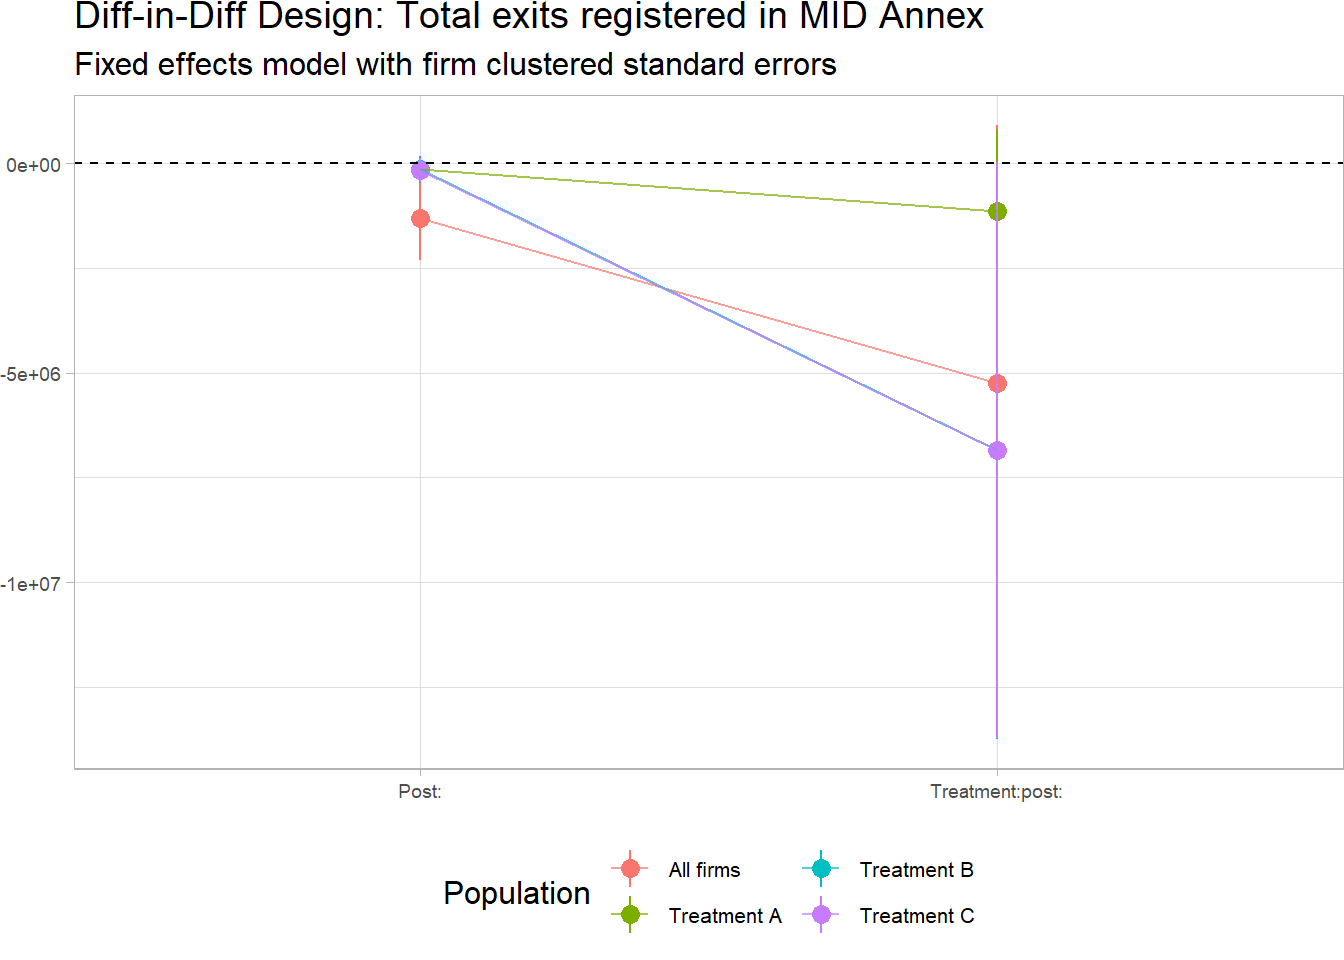 Diff-in-Diff Design: Total exits registered in MID Annex
Fixed effects model with firm clustered standard errors
0e+00
-5e+06
-1e+07
Post:
Treatment:post:
Population
All firms
Treatment A
Treatment B
Treatment C